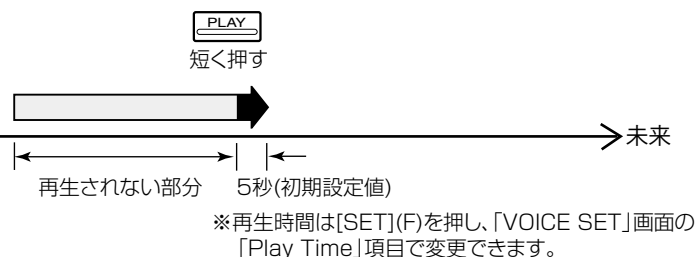 PLAY
短く押す
未来
再生されない部分 5秒(初期設定値)
※再生時間は[SET](F)を押し、「VOICE SET」画面の
「Play Time」項目で変更できます。